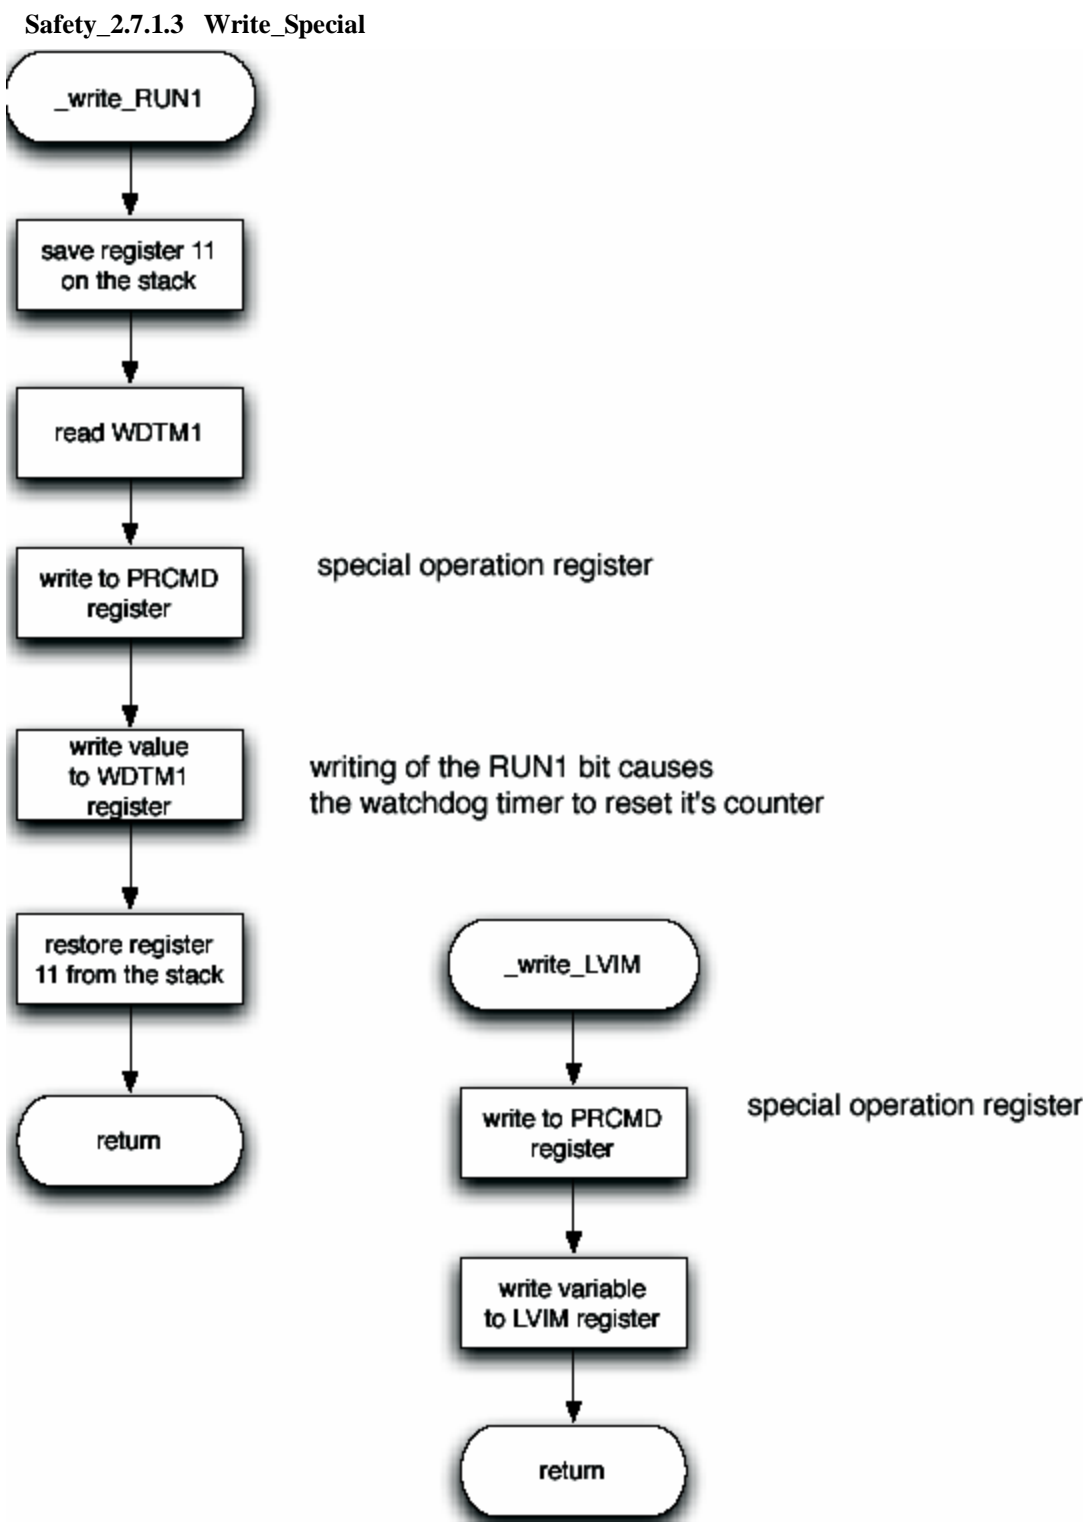 Safety_2.7.1.3 Write_Special
_write_RUN1
save register 11
on the stack
read WDTM1
write to PRCMD
register
special operation register
write value
to WDTM1
register
writing of the RUN1 bit causes
the watchdog timer to reset it's counter
restore register
11 from the stack
return
_write_LVIM
write to PRCMD
register
special operation register
write variable
to LVIM register
return